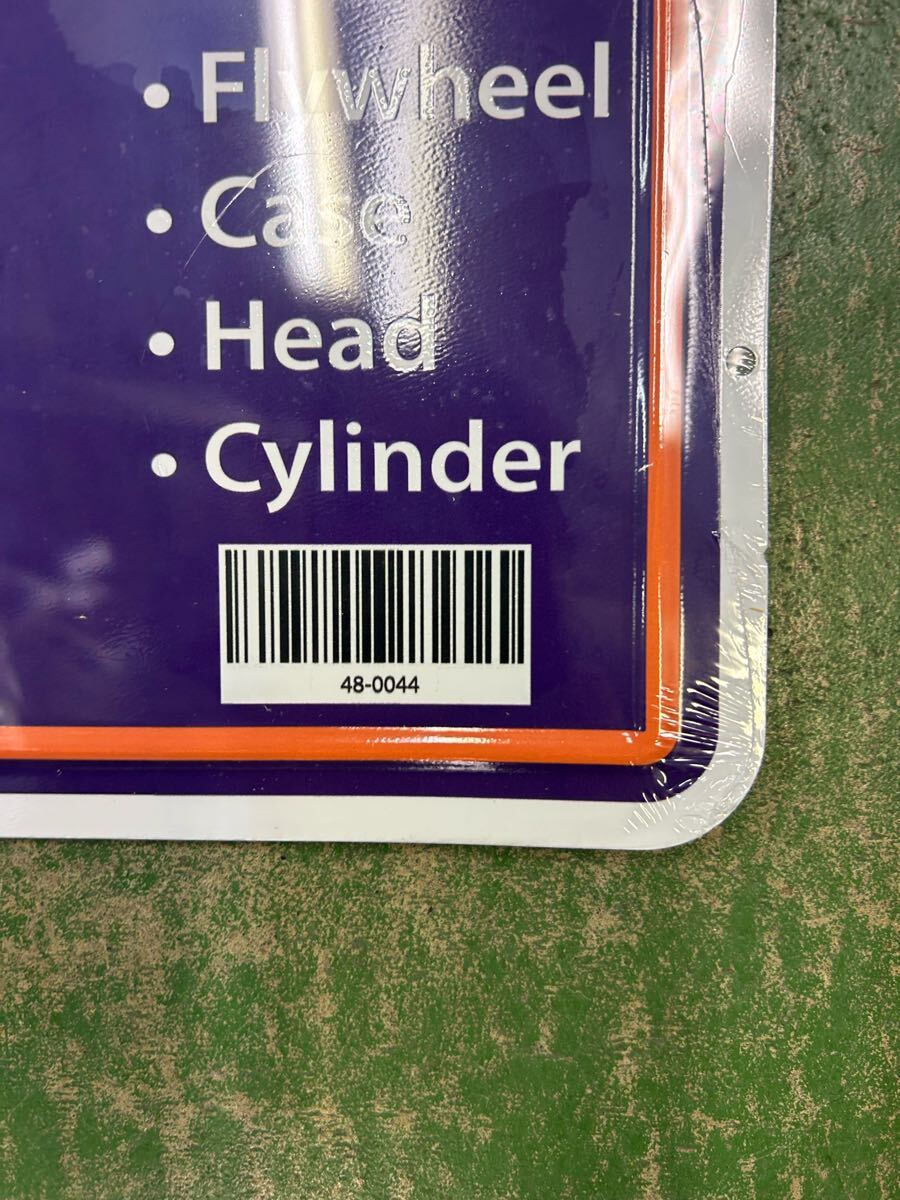 • Flywheel
• Case
• Head
• Cylinder
48-0044